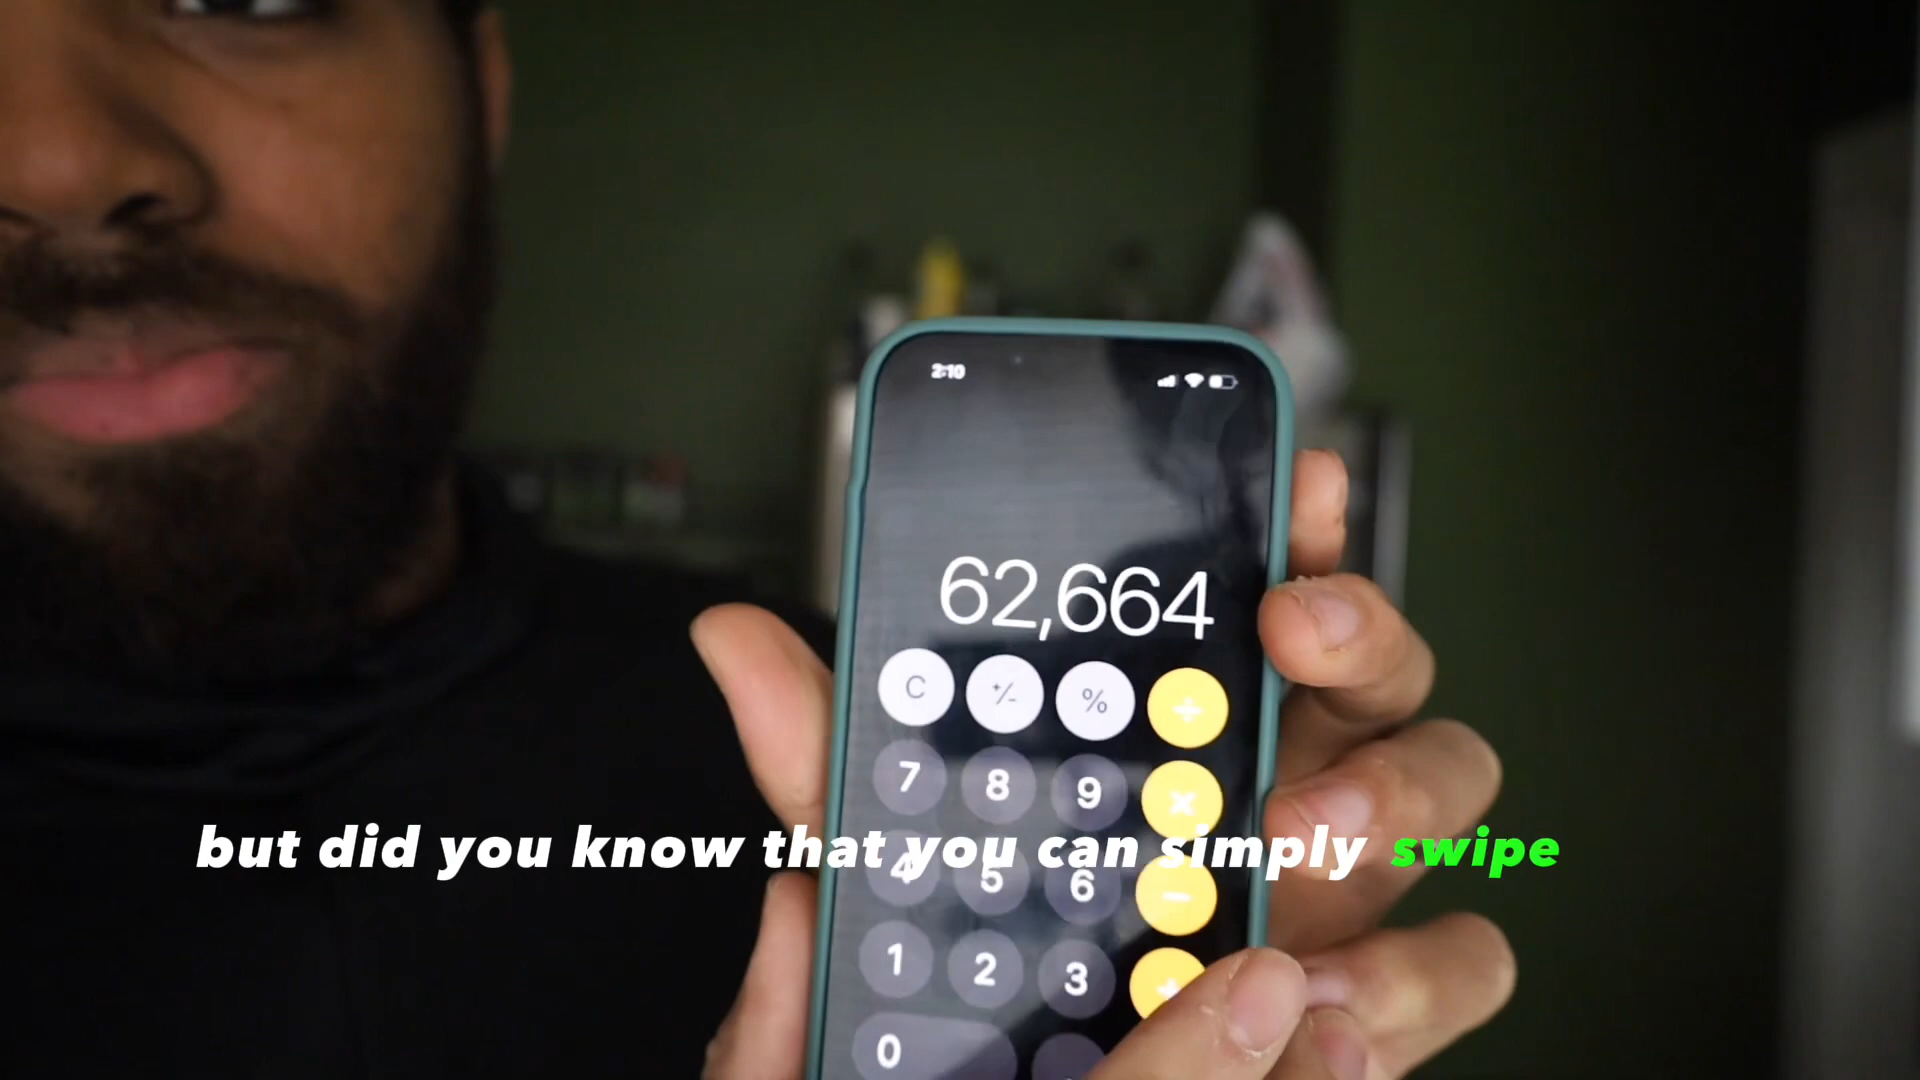 2:10
62,664
C +/- % ÷
7 8 9 ×
but did you know that you can simply swipe
4 5 6 −
1 2 3 +
0